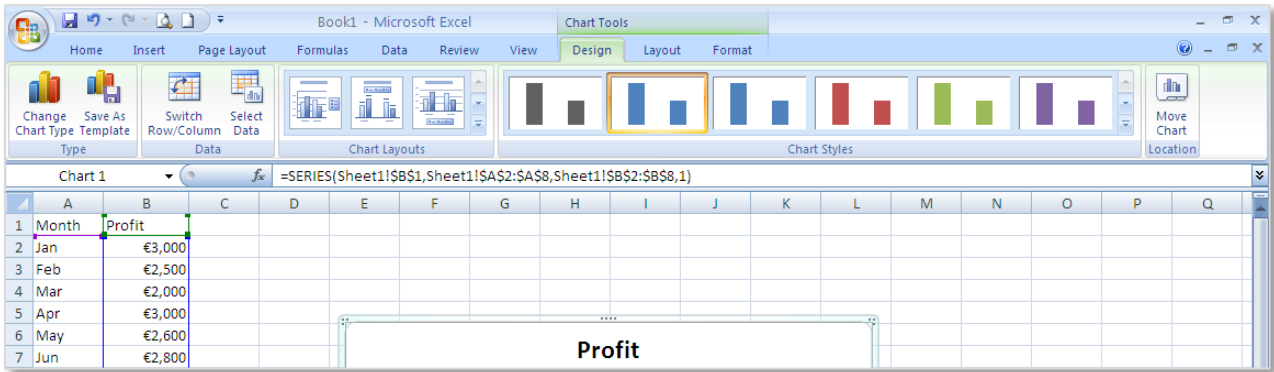 Book1 - Microsoft Excel
Chart Tools
Home Insert Page Layout Formulas Data Review View Design Layout Format
Change Chart Type
Save As Template
Switch Row/Column
Select Data
Move Chart
Type
Data
Chart Layouts
Chart Styles
Location
Chart 1
fx
=SERIES(Sheet1!$B$1,Sheet1!$A$2:$A$8,Sheet1!$B$2:$B$8,1)
A B C D E F G H I J K L M N O P Q
1 Month Profit
2 Jan €3,000
3 Feb €2,500
4 Mar €2,000
5 Apr €3,000
6 May €2,600
7 Jun €2,800
Profit